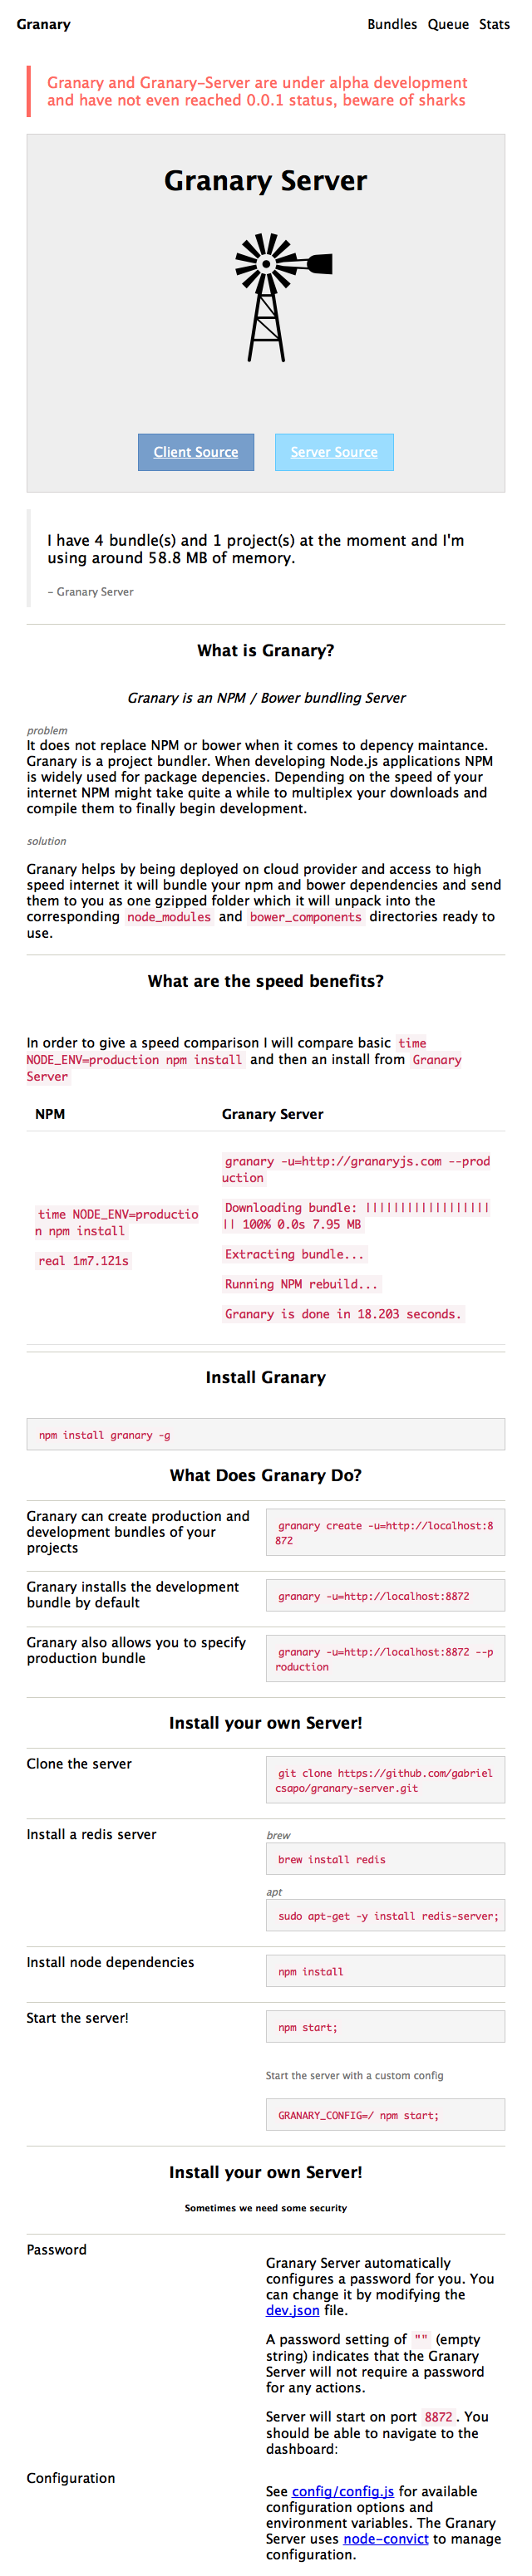 Granary
Bundles Queue Stats
Granary and Granary-Server are under alpha development
and have not even reached 0.0.1 status, beware of sharks
Granary Server
Client Source
Server Source
I have 4 bundle(s) and 1 project(s) at the moment and I'm
using around 58.8 MB of memory.
- Granary Server
What is Granary?
Granary is an NPM / Bower bundling Server
problem
It does not replace NPM or bower when it comes to depency maintance.
Granary is a project bundler. When developing Node.js applications NPM
is widely used for package depencies. Depending on the speed of your
internet NPM might take quite a while to multiplex your downloads and
compile them to finally begin development.
solution
Granary helps by being deployed on cloud provider and access to high
speed internet it will bundle your npm and bower dependencies and send
them to you as one gzipped folder which it will unpack into the
corresponding node_modules and bower_components directories ready to
use.
What are the speed benefits?
In order to give a speed comparison I will compare basic time
NODE_ENV=production npm install and then an install from Granary
Server
NPM
Granary Server
time NODE_ENV=productio
n npm install
real 1m7.121s
granary -u=http://granaryjs.com --prod
uction
Downloading bundle: ||||||||||||||||||
|| 100% 0.0s 7.95 MB
Extracting bundle...
Running NPM rebuild...
Granary is done in 18.203 seconds.
Install Granary
npm install granary -g
What Does Granary Do?
Granary can create production and
development bundles of your
projects
granary create -u=http://localhost:8
872
Granary installs the development
bundle by default
granary -u=http://localhost:8872
Granary also allows you to specify
production bundle
granary -u=http://localhost:8872 --p
roduction
Install your own Server!
Clone the server
git clone https://github.com/gabriel
csapo/granary-server.git
Install a redis server
brew
brew install redis
apt
sudo apt-get -y install redis-server;
Install node dependencies
npm install
Start the server!
npm start;
Start the server with a custom config
GRANARY_CONFIG=/ npm start;
Install your own Server!
Sometimes we need some security
Password
Granary Server automatically
configures a password for you. You
can change it by modifying the
dev.json file.
A password setting of "" (empty
string) indicates that the Granary
Server will not require a password
for any actions.
Server will start on port 8872. You
should be able to navigate to the
dashboard:
Configuration
See config/config.js for available
configuration options and
environment variables. The Granary
Server uses node-convict to manage
configuration.